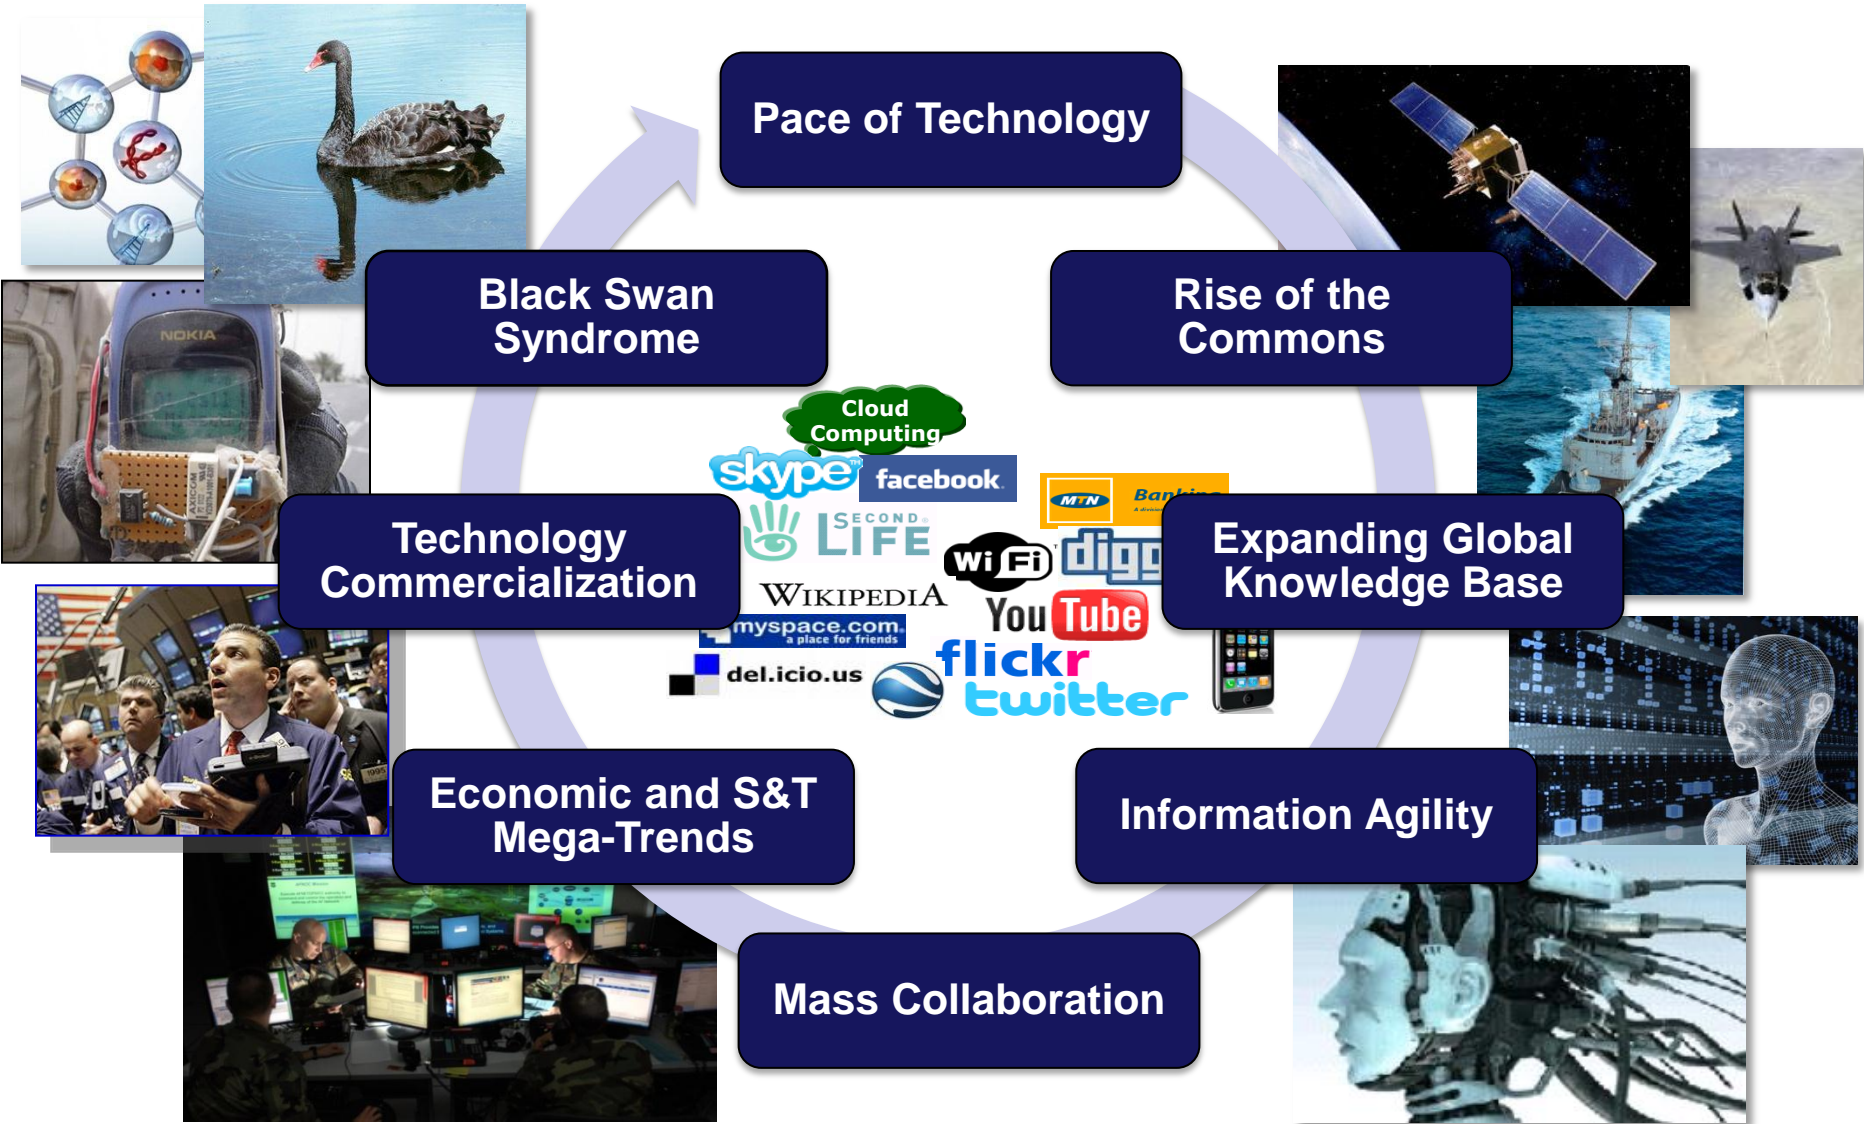 Pace of Technology
Black Swan
Syndrome
Rise of the
Commons
NOKIA
Cloud
Computing
skype
TM
facebook
MTN
Banking
SECOND
LIFE
Wi Fi
digg
Technology
Commercialization
Expanding Global
Knowledge Base
WIKIPEDIA
You Tube
myspace.com
a place for friends
flickr
del.icio.us
twitter
Economic and S&T
Mega-Trends
Information Agility
Mass Collaboration